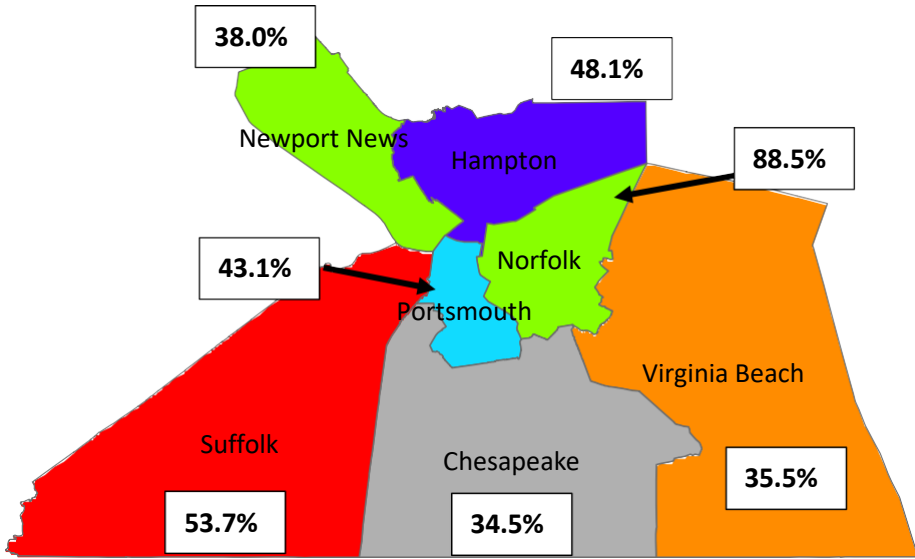 38.0%
48.1%
Newport News
Hampton
88.5%
43.1%
Norfolk
Portsmouth
Virginia Beach
Suffolk
Chesapeake
35.5%
53.7%
34.5%